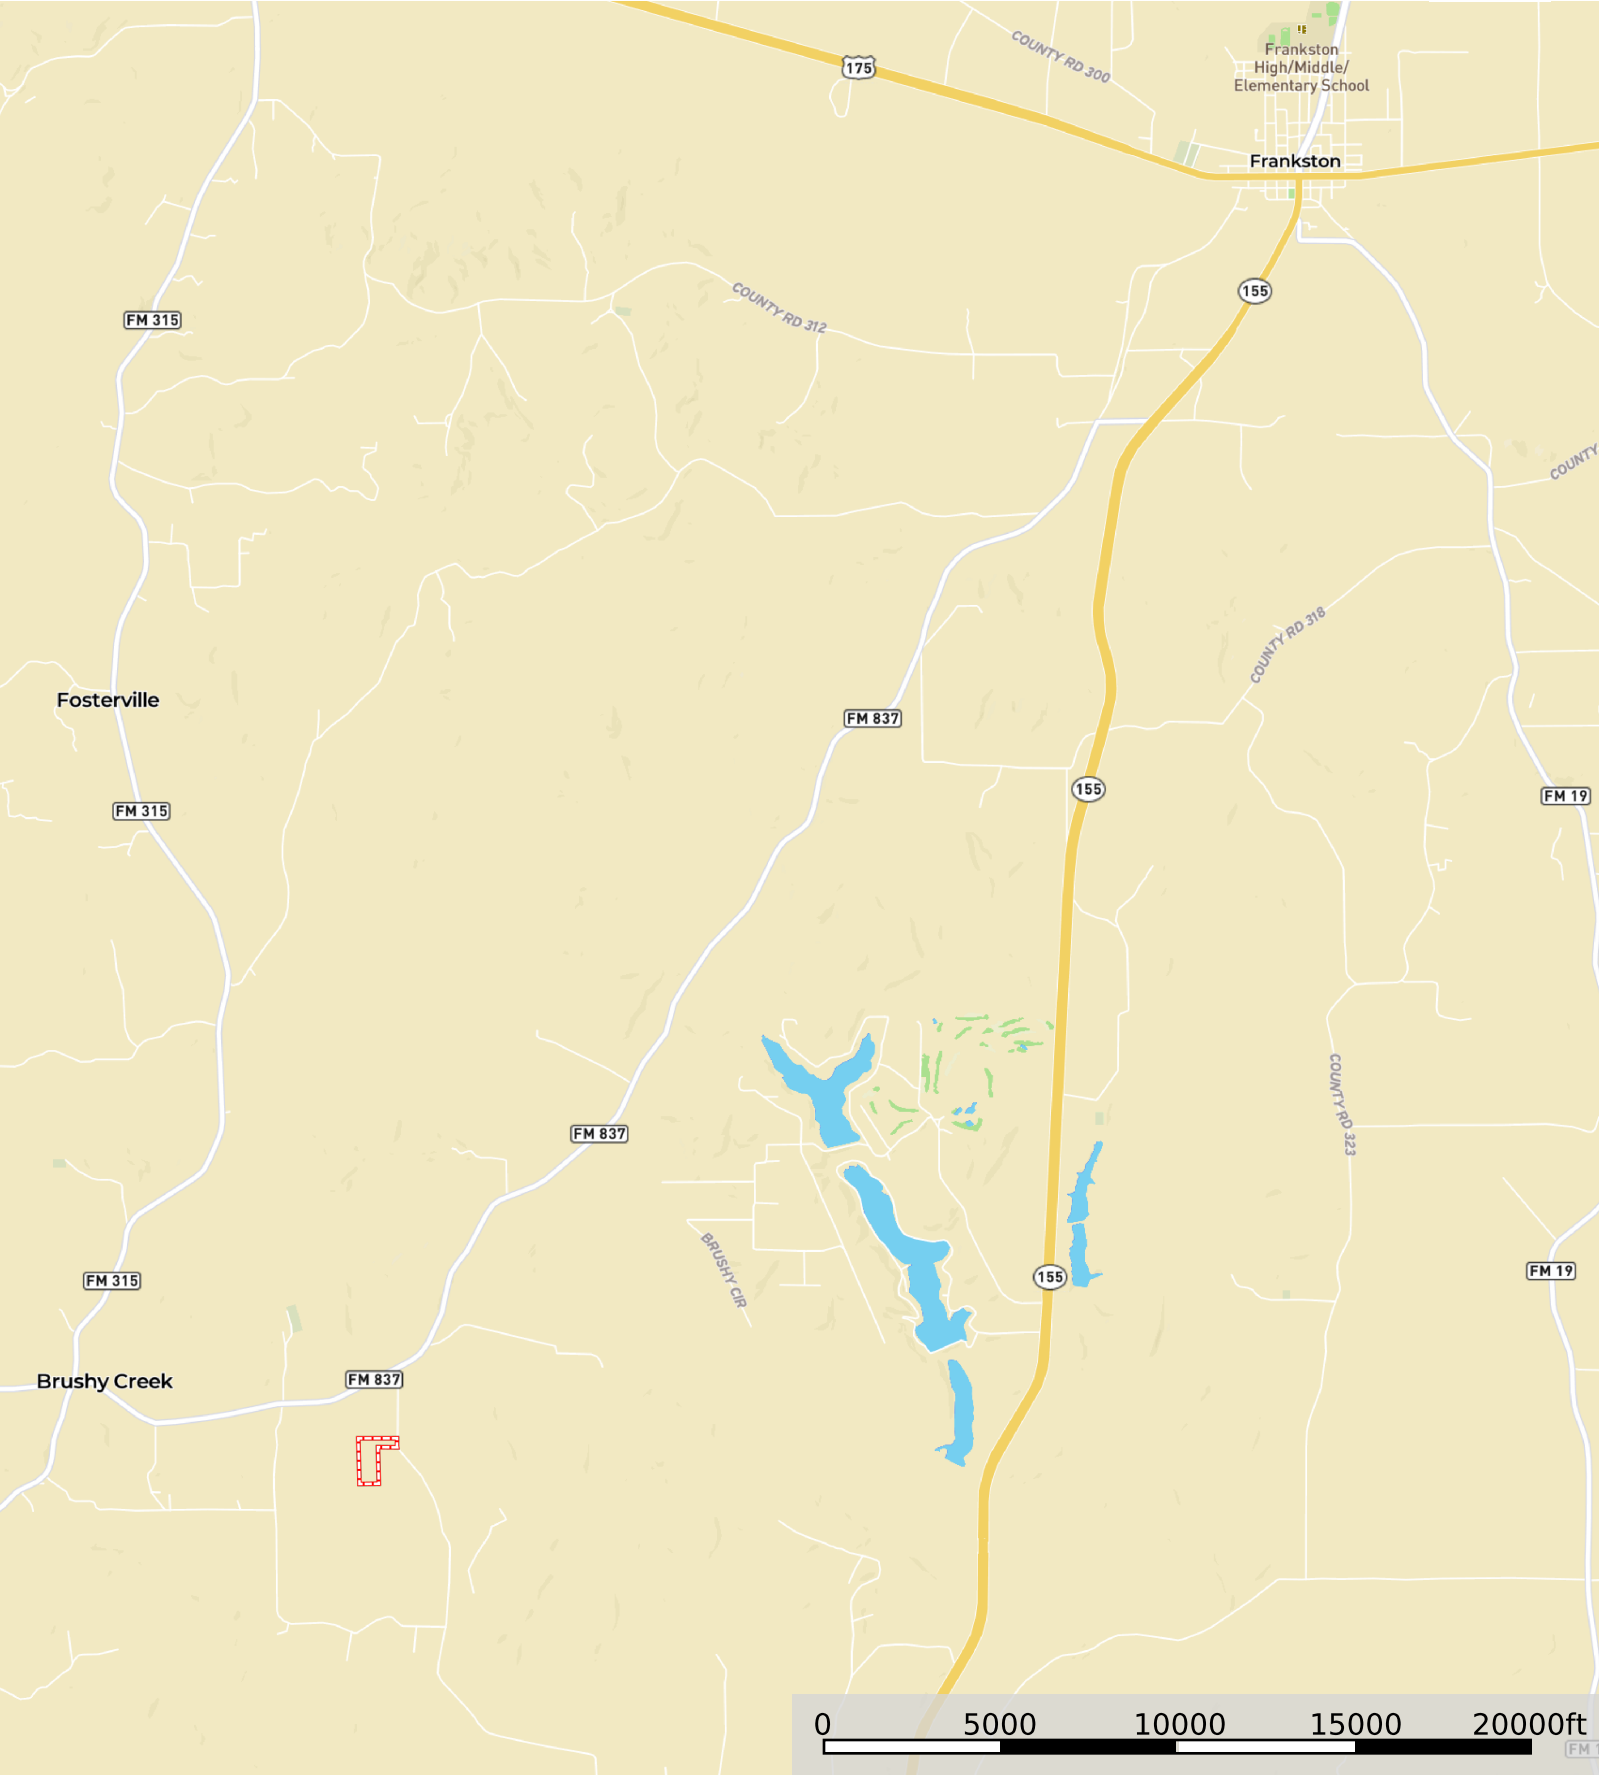 COUNTY RD 300
175
Frankston
High/Middle/
Elementary School
Frankston
155
COUNTY RD 312
FM 315
COUNTY
COUNTY RD 318
Fosterville
FM 837
155
FM 19
FM 315
COUNTY RD 323
FM 837
BRUSHY CIR
FM 315
155
FM 19
Brushy Creek
FM 837
0 5000 10000 15000 20000ft
FM 1